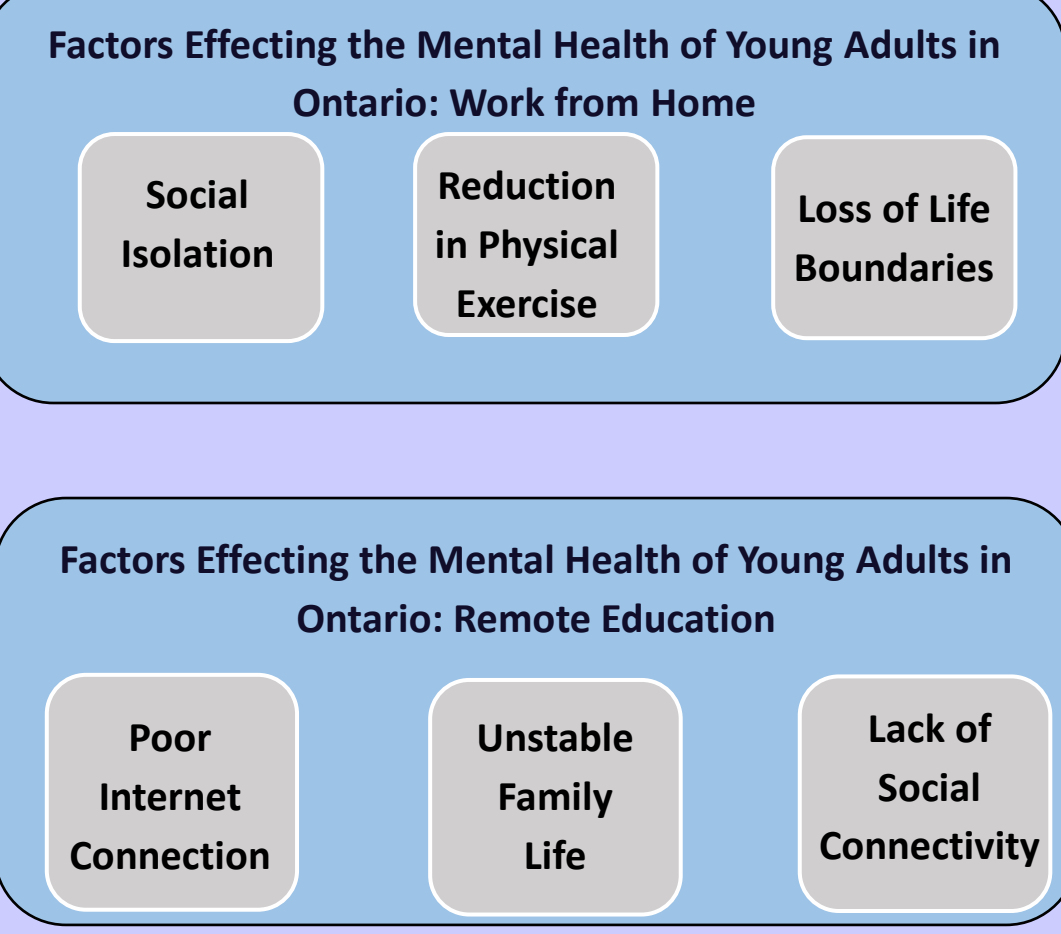 Factors Effecting the Mental Health of Young Adults in
Ontario: Work from Home
Social
Isolation
Reduction
in Physical
Exercise
Loss of Life
Boundaries
Factors Effecting the Mental Health of Young Adults in
Ontario: Remote Education
Poor
Internet
Connection
Unstable
Family
Life
Lack of
Social
Connectivity